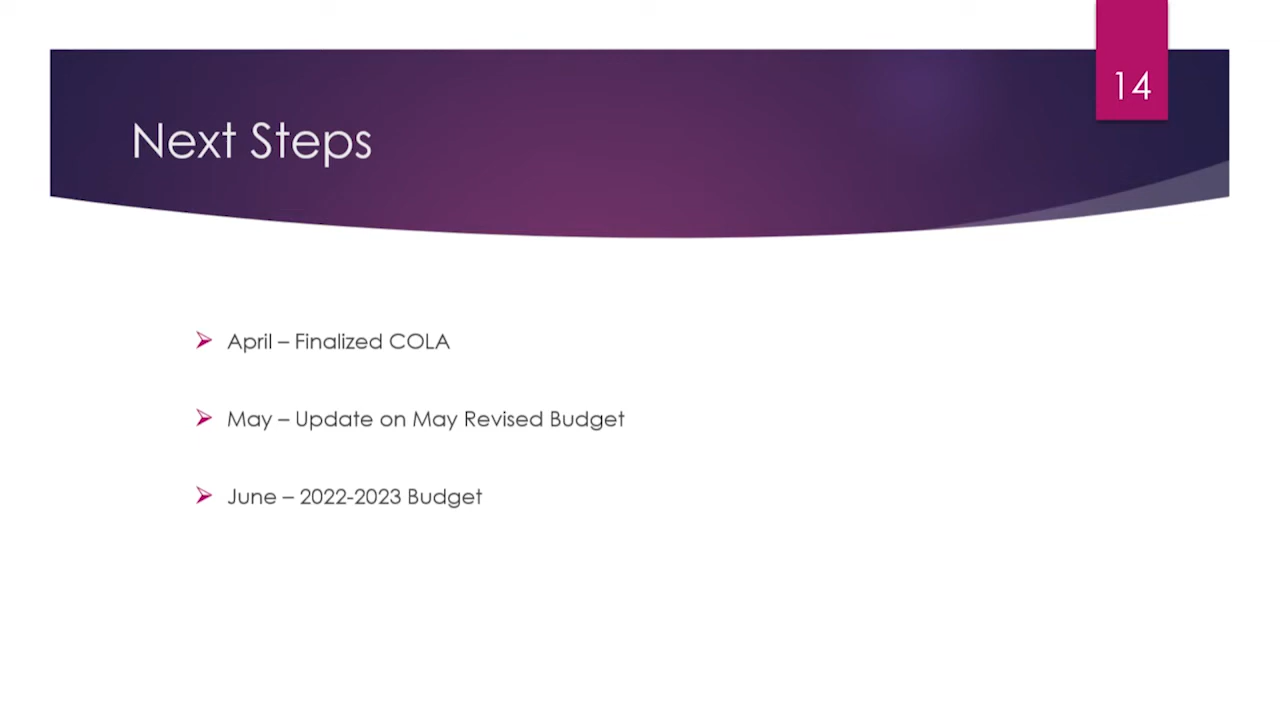 14
Next Steps
April – Finalized COLA
May – Update on May Revised Budget
June – 2022-2023 Budget